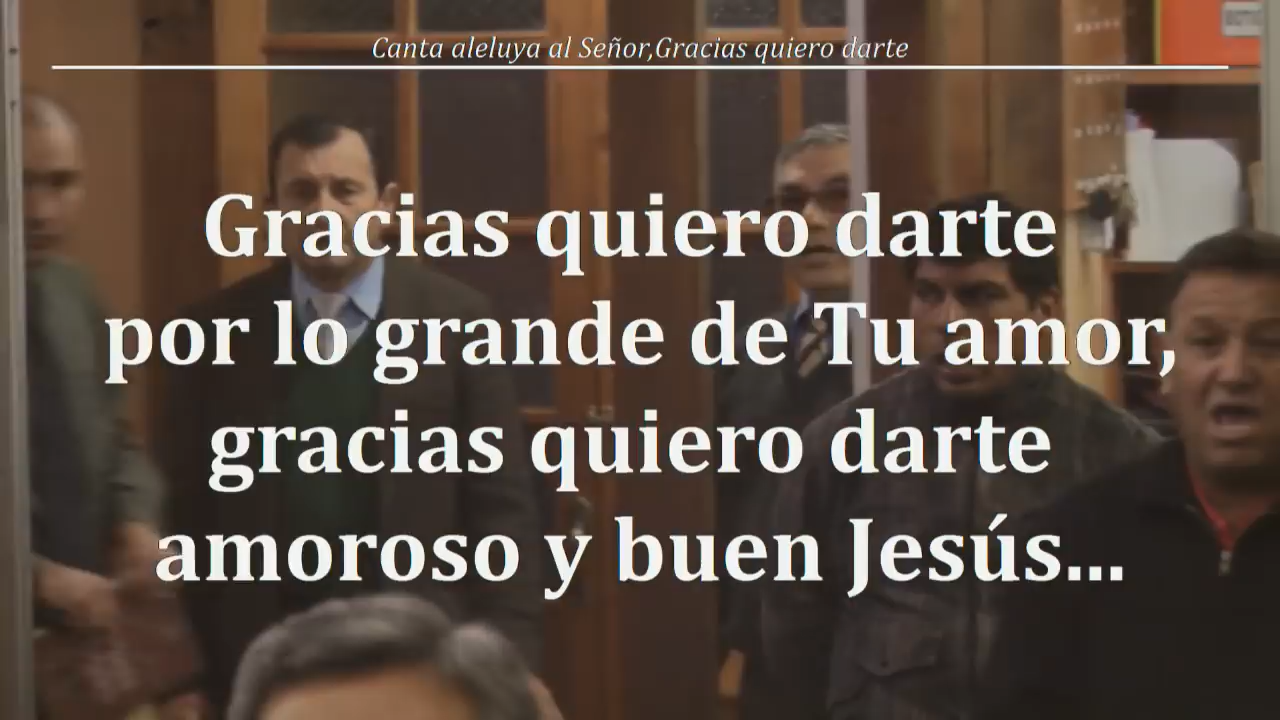 Canta aleluya al Señor,Gracias quiero darte
Gracias quiero darte
por lo grande de Tu amor,
gracias quiero darte
amoroso y buen Jesús...